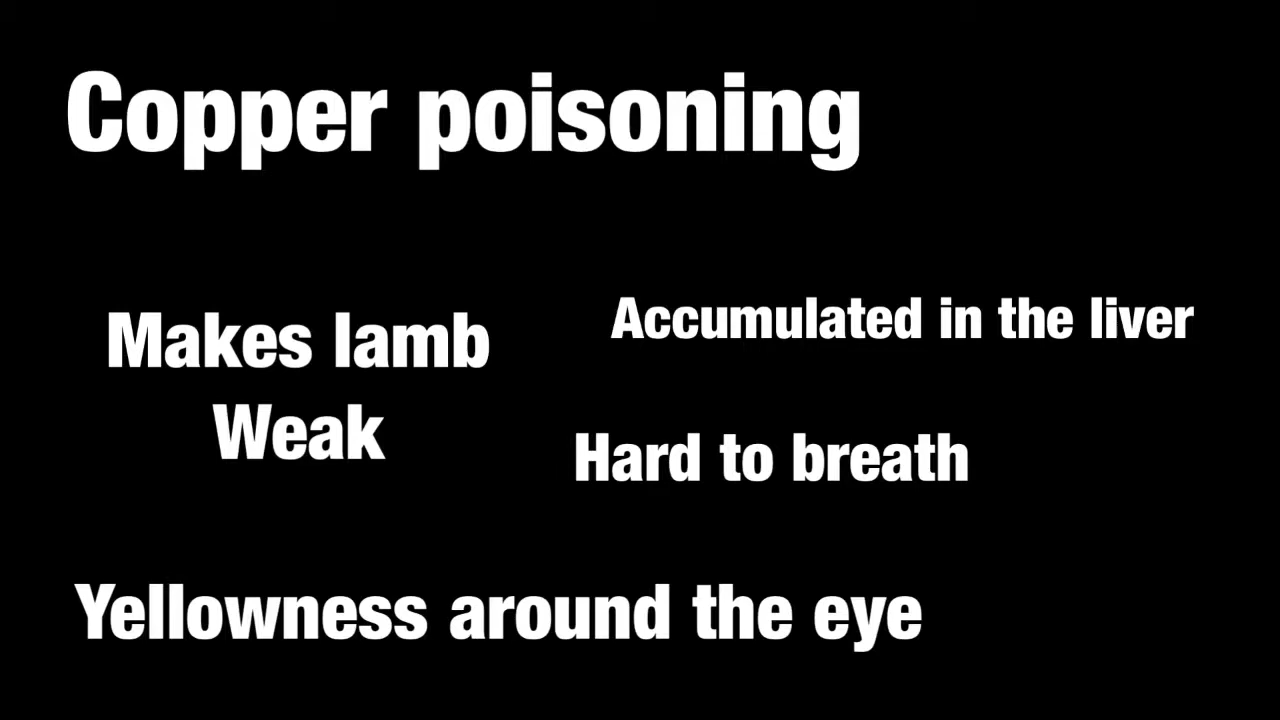 Copper poisoning
Makes lamb
Weak
Accumulated in the liver
Hard to breath
Yellowness around the eye